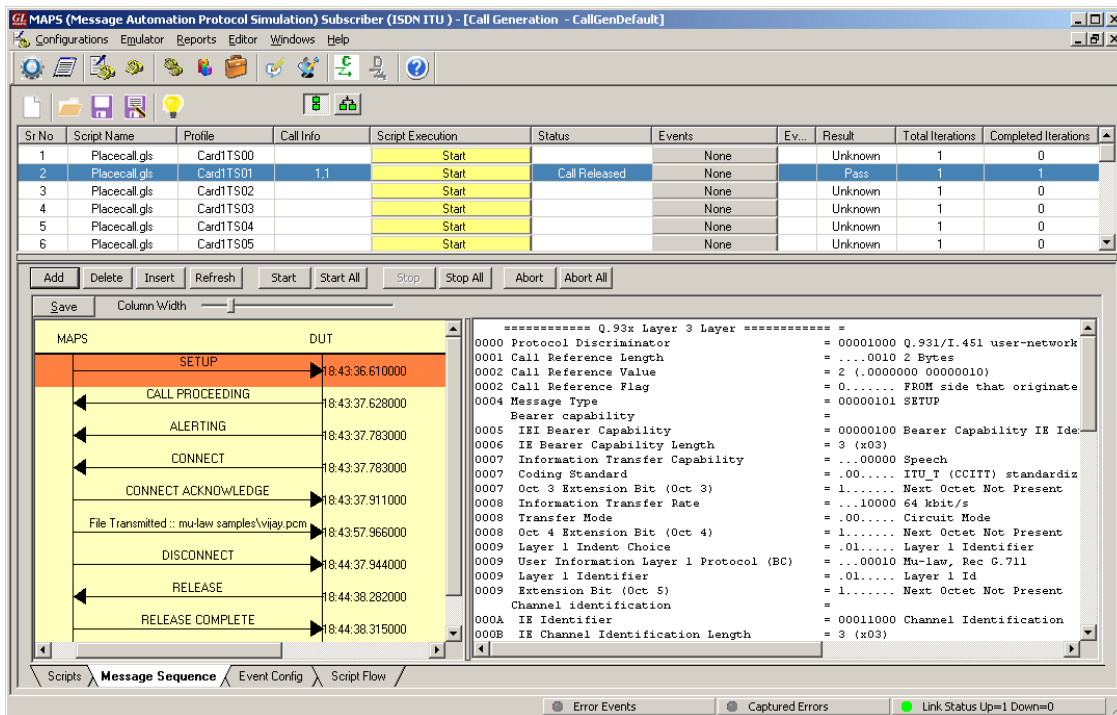 GL MAPS (Message Automation Protocol Simulation) Subscriber (ISDN ITU ) - [Call Generation - CallGenDefault]
Configurations Emulator Reports Editor Windows Help
Sr No Script Name Profile Call Info Script Execution Status Events Ev... Result Total Iterations Completed Iterations
1 Placecall.gls Card1TS00 Start None Unknown 1 0
2 Placecall.gls Card1TS01 1,1 Start Call Released None Pass 1 1
3 Placecall.gls Card1TS02 Start None Unknown 1 0
4 Placecall.gls Card1TS03 Start None Unknown 1 0
5 Placecall.gls Card1TS04 Start None Unknown 1 0
6 Placecall.gls Card1TS05 Start None Unknown 1 0
Add Delete Insert Refresh Start Start All Stop Stop All Abort Abort All
Save Column Width
MAPS DUT
SETUP
18:43:36.610000
CALL PROCEEDING
18:43:37.628000
ALERTING
18:43:37.783000
CONNECT
18:43:37.783000
CONNECT ACKNOWLEDGE
18:43:37.911000
File Transmitted :: mu-law samples\vijay.pcm
18:43:57.966000
DISCONNECT
18:44:37.944000
RELEASE
18:44:38.282000
RELEASE COMPLETE
18:44:38.315000
============ Q.93x Layer 3 Layer ============ =
0000 Protocol Discriminator = 00001000 Q.931/I.451 user-network
0001 Call Reference Length = ....0010 2 Bytes
0002 Call Reference Value = 2 (.0000000 00000010)
0002 Call Reference Flag = 0....... FROM side that originate
0004 Message Type = 00000101 SETUP
Bearer capability =
0005 IEI Bearer Capability = 00000100 Bearer Capability IE Ide
0006 IE Bearer Capability Length = 3 (x03)
0007 Information Transfer Capability = ...00000 Speech
0007 Coding Standard = .00..... ITU_T (CCITT) standardiz
0007 Oct 3 Extension Bit (Oct 3) = 1....... Next Octet Not Present
0008 Information Transfer Rate = ...10000 64 kbit/s
0008 Transfer Mode = .00..... Circuit Mode
0008 Oct 4 Extension Bit (Oct 4) = 1....... Next Octet Not Present
0009 Layer 1 Indent Choice = .01..... Layer 1 Identifier
0009 User Information Layer 1 Protocol (BC) = ...00010 Mu-law, Rec G.711
0009 Layer 1 Identifier = .01..... Layer 1 Id
0009 Extension Bit (Oct 5) = 1....... Next Octet Not Present
Channel identification =
000A IE Identifier = 00011000 Channel Identification
000B IE Channel Identification Length = 3 (x03)
Scripts Message Sequence Event Config Script Flow
Error Events Captured Errors Link Status Up=1 Down=0